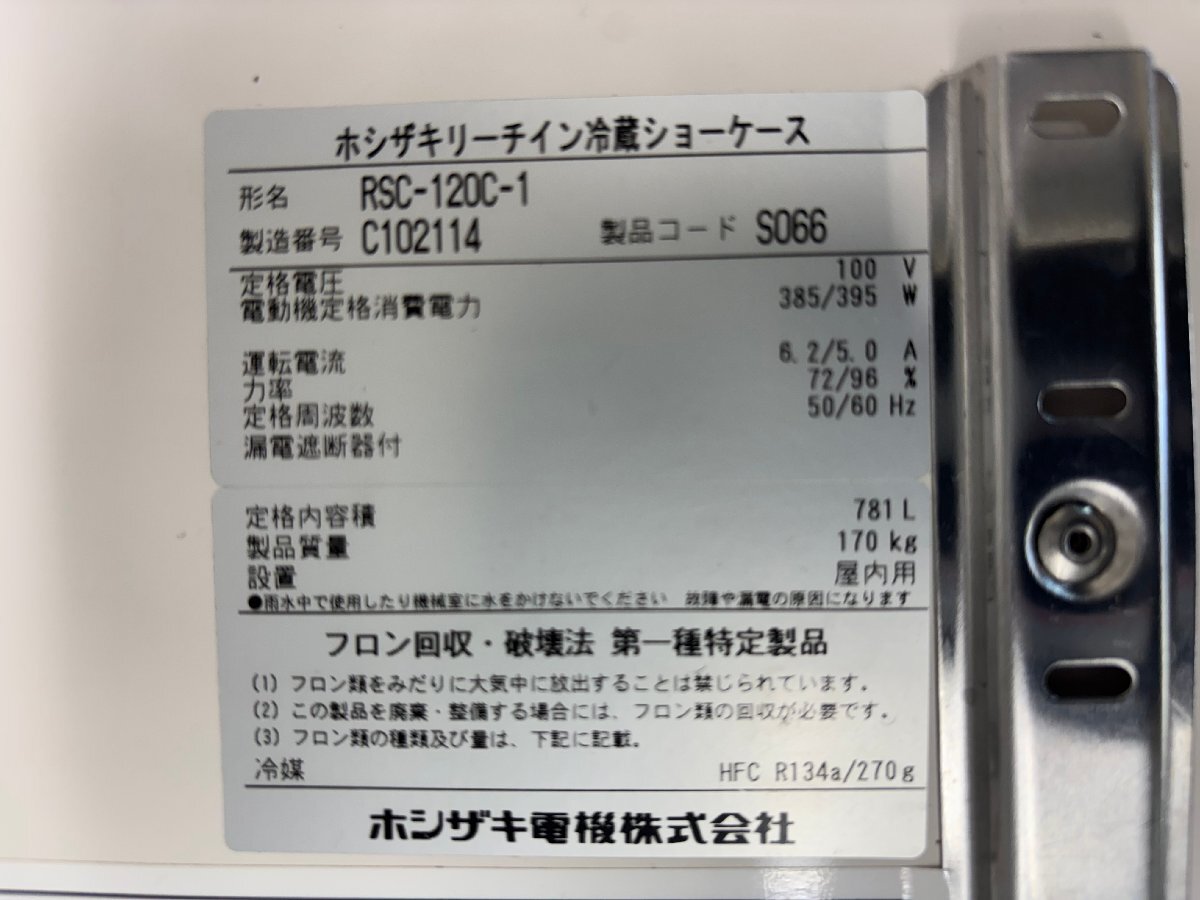 ホシザキリーチイン冷蔵ショーケース
形名 RSC-120C-1
製造番号 C102114 製品コード S066
定格電圧 100 V
電動機定格消費電力 385/395 W
運転電流 6.2/5.0 A
力率 72/96 %
定格周波数 50/60 Hz
漏電遮断器付
定格内容積 781 L
製品質量 170 kg
設置 屋内用
●雨水中で使用したり機械室に水をかけないでください 故障や漏電の原因になります
フロン回収・破壊法 第一種特定製品
(1) フロン類をみだりに大気中に放出することは禁じられています。
(2) この製品を廃棄・整備する場合には、フロン類の回収が必要です。
(3) フロン類の種類及び量は、下記に記載。
冷媒 HFC R134a/270g
ホシザキ電機株式会社